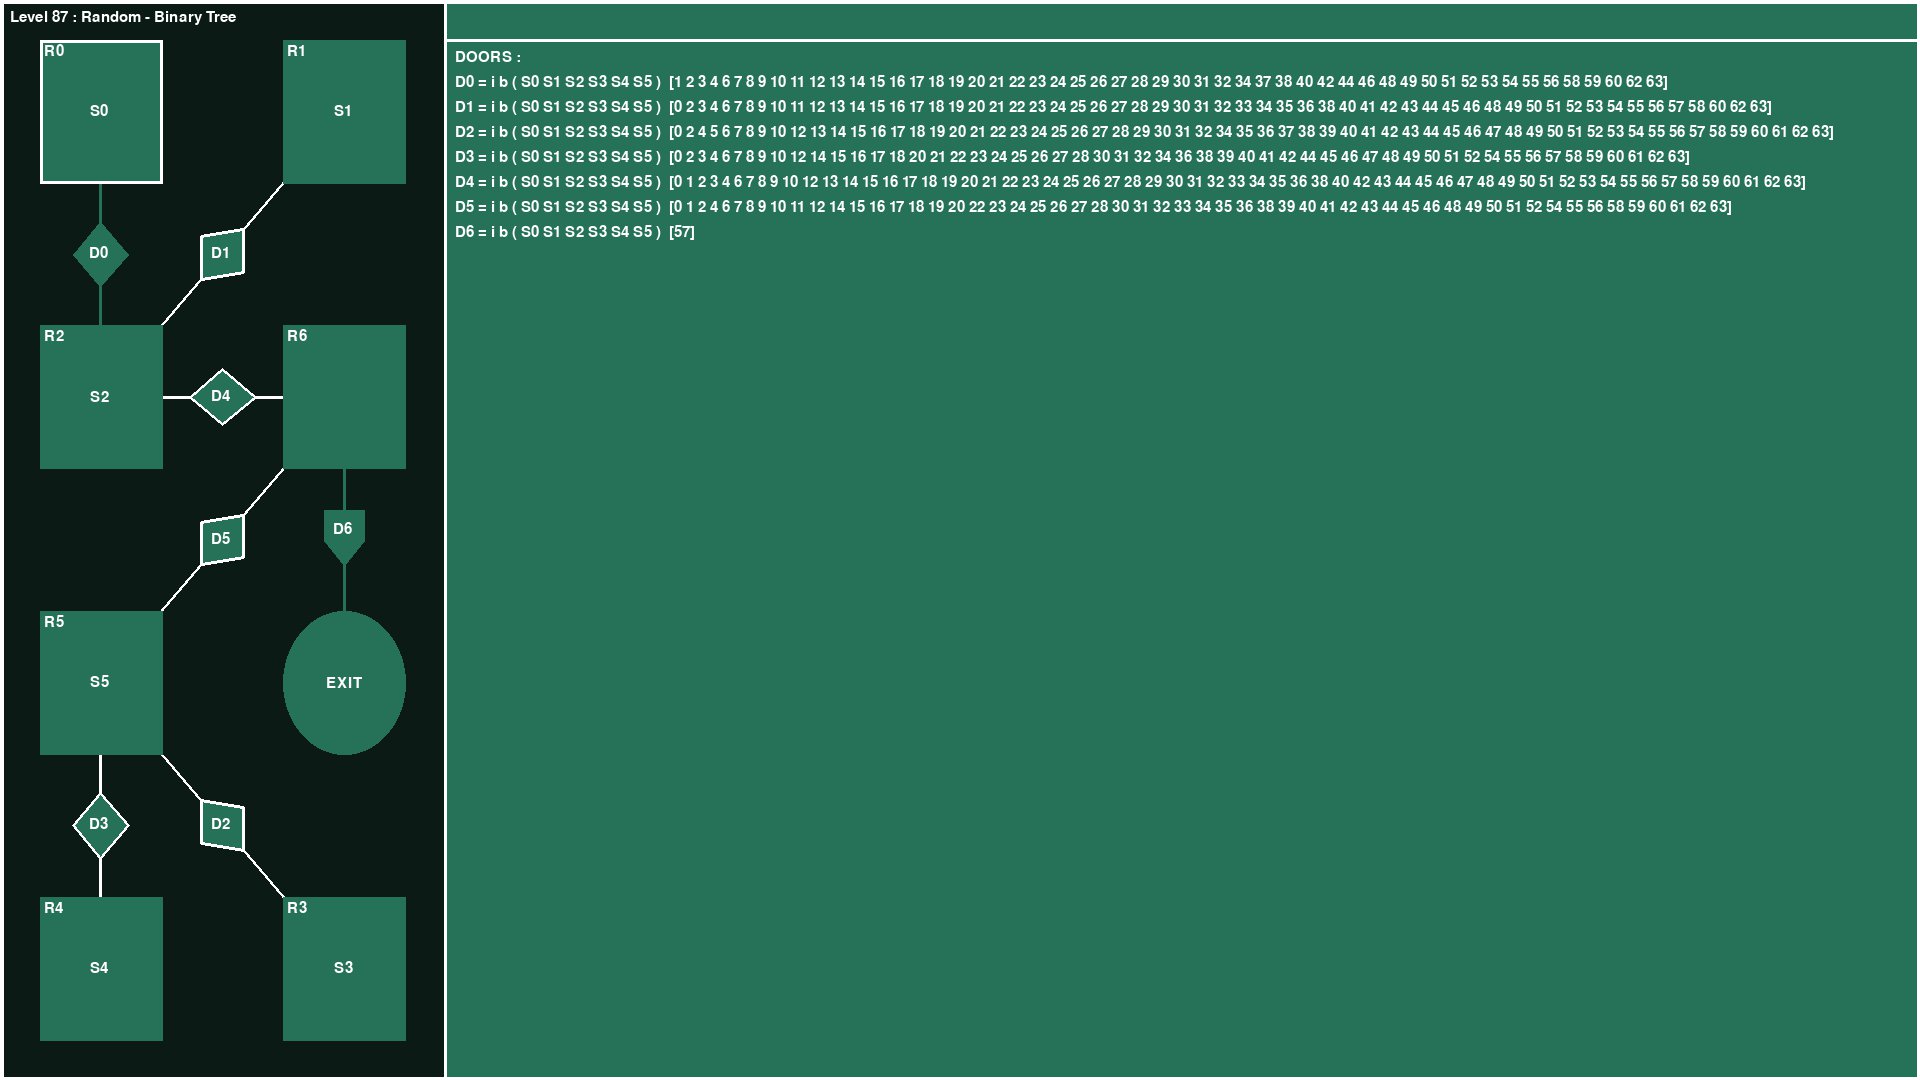 Level 87 : Random - Binary Tree
R0
S0
R1
S1
D0
D1
R2
S2
R6
D4
D5
D6
R5
S5
EXIT
D3
D2
R4
S4
R3
S3
DOORS :
D0 = i b ( S0 S1 S2 S3 S4 S5 ) [1 2 3 4 6 7 8 9 10 11 12 13 14 15 16 17 18 19 20 21 22 23 24 25 26 27 28 29 30 31 32 34 37 38 40 42 44 46 48 49 50 51 52 53 54 55 56 58 59 60 62 63]
D1 = i b ( S0 S1 S2 S3 S4 S5 ) [0 2 3 4 6 7 8 9 10 11 12 13 14 15 16 17 18 19 20 21 22 23 24 25 26 27 28 29 30 31 32 33 34 35 36 38 40 41 42 43 44 45 46 48 49 50 51 52 53 54 55 56 57 58 60 62 63]
D2 = i b ( S0 S1 S2 S3 S4 S5 ) [0 2 4 5 6 7 8 9 10 12 13 14 15 16 17 18 19 20 21 22 23 24 25 26 27 28 29 30 31 32 34 35 36 37 38 39 40 41 42 43 44 45 46 47 48 49 50 51 52 53 54 55 56 57 58 59 60 61 62 63]
D3 = i b ( S0 S1 S2 S3 S4 S5 ) [0 2 3 4 6 7 8 9 10 12 14 15 16 17 18 20 21 22 23 24 25 26 27 28 30 31 32 34 36 38 39 40 41 42 44 45 46 47 48 49 50 51 52 54 55 56 57 58 59 60 61 62 63]
D4 = i b ( S0 S1 S2 S3 S4 S5 ) [0 1 2 3 4 6 7 8 9 10 12 13 14 15 16 17 18 19 20 21 22 23 24 25 26 27 28 29 30 31 32 33 34 35 36 38 40 42 43 44 45 46 47 48 49 50 51 52 53 54 55 56 57 58 59 60 61 62 63]
D5 = i b ( S0 S1 S2 S3 S4 S5 ) [0 1 2 4 6 7 8 9 10 11 12 14 15 16 17 18 19 20 22 23 24 25 26 27 28 30 31 32 33 34 35 36 38 39 40 41 42 43 44 45 46 48 49 50 51 52 54 55 56 58 59 60 61 62 63]
D6 = i b ( S0 S1 S2 S3 S4 S5 ) [57]